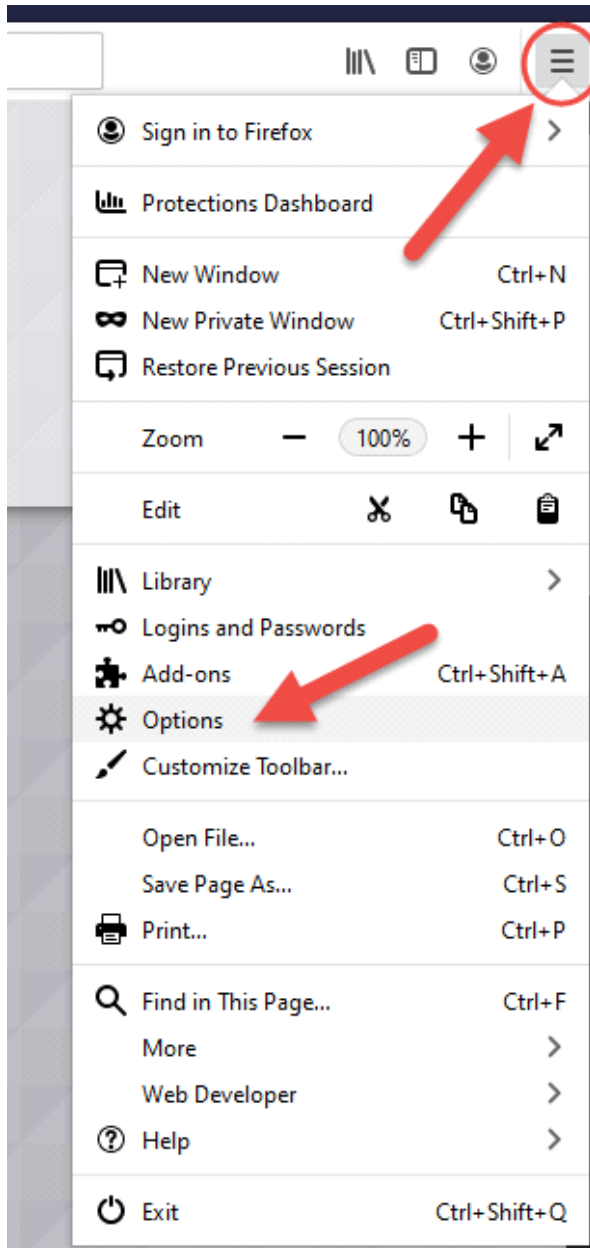 Sign in to Firefox
Protections Dashboard
New Window Ctrl+N
New Private Window Ctrl+Shift+P
Restore Previous Session
Zoom 100%
Edit
Library
Logins and Passwords
Add-ons Ctrl+Shift+A
Options
Customize Toolbar...
Open File... Ctrl+O
Save Page As... Ctrl+S
Print... Ctrl+P
Find in This Page... Ctrl+F
More
Web Developer
Help
Exit Ctrl+Shift+Q